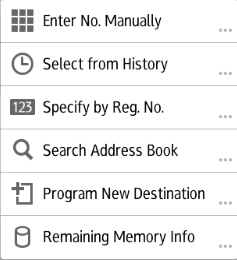 Enter No. Manually
Select from History
123 Specify by Reg. No.
Search Address Book
Program New Destination
Remaining Memory Info